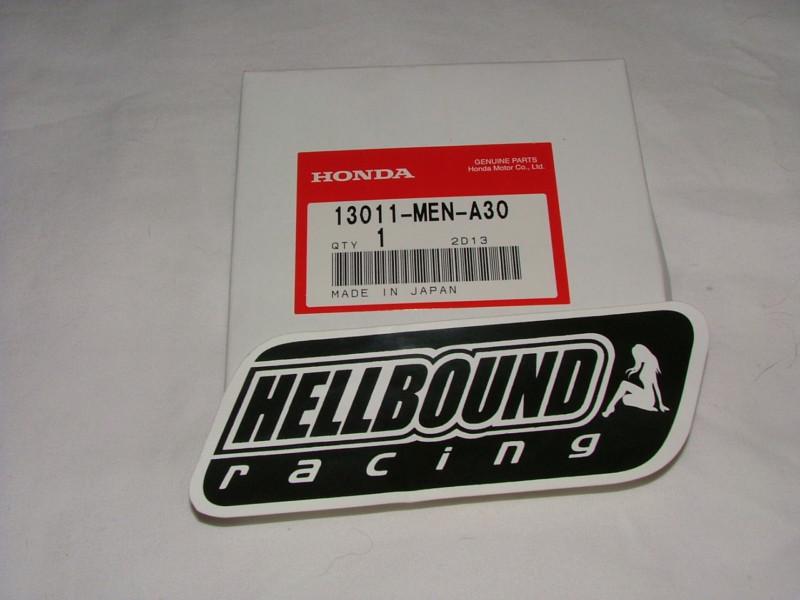 HONDA
GENUINE PARTS
Honda Motor Co., Ltd.
13011-MEN-A30
QTY 1 2D13
MADE IN JAPAN
HELLBOUND
racing